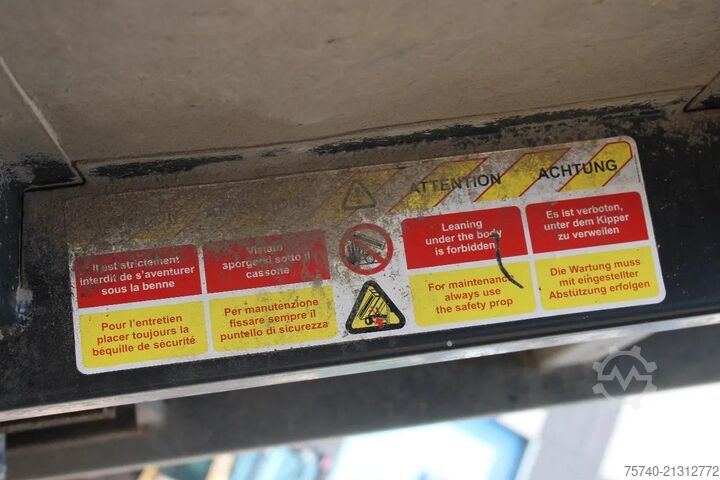 ATTENTION
ACHTUNG
Il est strictement
interdit de s'aventurer
sous la benne
Vietato
sporgersi sotto il
cassone
Leaning
under the body
is forbidden
Es ist verboten,
unter dem Kipper
zu verweilen
Pour l'entretien
placer toujours la
béquille de sécurité
Per manutenzione
fissare sempre il
puntello di sicurezza
For maintenance
always use
the safety prop
Die Wartung muss
mit eingestellter
Abstützung erfolgen
75740-21312772